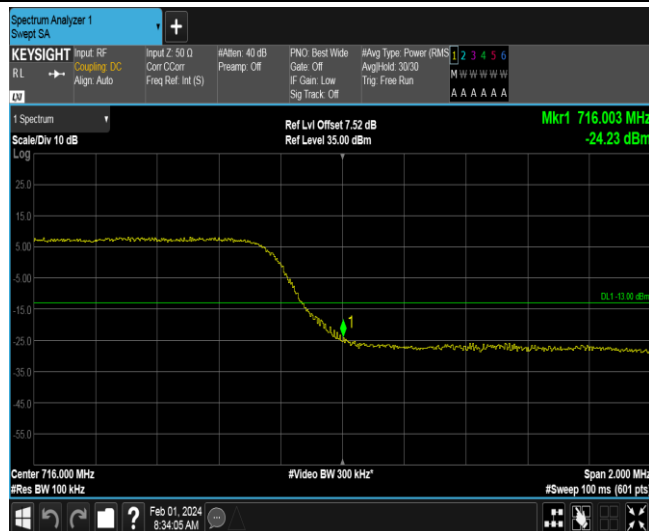 Spectrum Analyzer 1
Swept SA
+
KEYSIGHT
RL
Input: RF
Coupling: DC
Align: Auto
Input Z: 50 Ω
Corr CCorr
Freq Ref: Int (S)
#Atten: 40 dB
Preamp: Off
PNO: Best Wide
Gate: Off
IF Gain: Low
Sig Track: Off
#Avg Type: Power (RMS
Avg|Hold: 30/30
Trig: Free Run
1 2 3 4 5 6
M W W W W W
A A A A A A
1 Spectrum
Scale/Div 10 dB
Log
Ref Lvl Offset 7.52 dB
Ref Level 35.00 dBm
Mkr1 716.003 MHz
-24.23 dBm
25.0
15.0
5.00
-5.00
-15.0
-25.0
-35.0
-45.0
-55.0
DL1 -13.00 dBm
1
Center 716.000 MHz
#Res BW 100 kHz
#Video BW 300 kHz*
Span 2.000 MHz
#Sweep 100 ms (601 pts)
?
Feb 01, 2024
8:34:05 AM